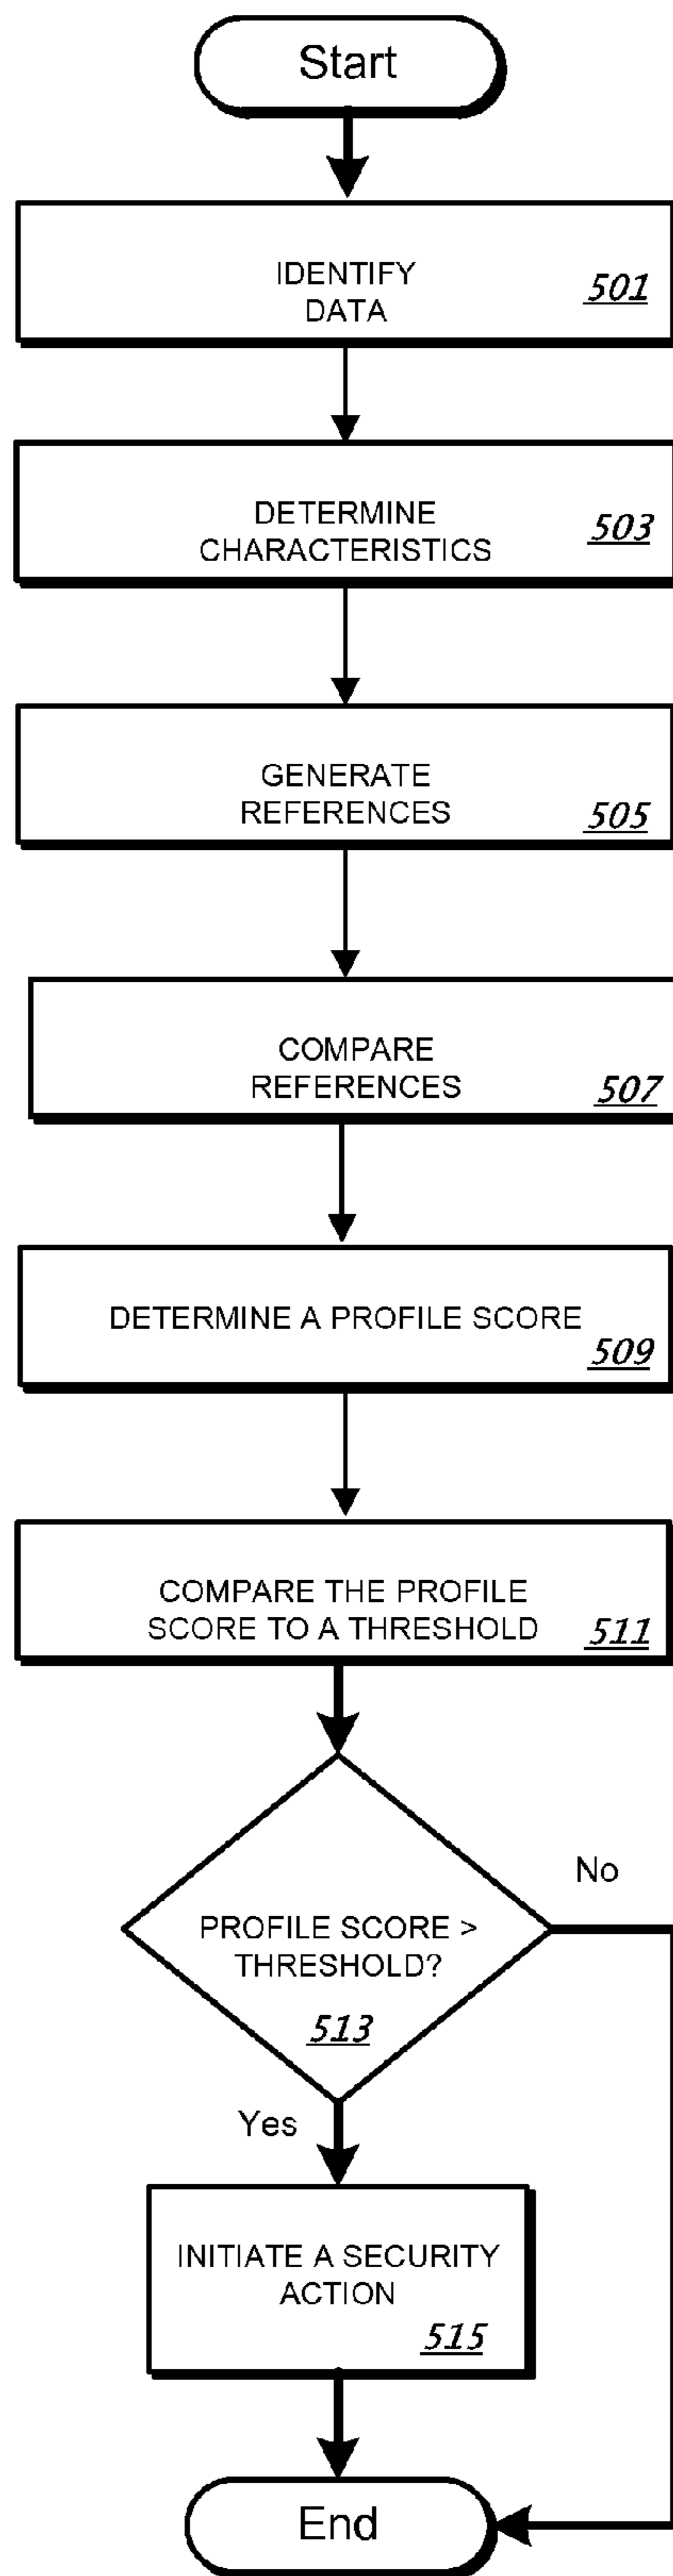 Start
IDENTIFY
DATA
501
DETERMINE
CHARACTERISTICS
503
GENERATE
REFERENCES
505
COMPARE
REFERENCES
507
DETERMINE A PROFILE SCORE
509
COMPARE THE PROFILE
SCORE TO A THRESHOLD
511
No
PROFILE SCORE >
THRESHOLD?
513
Yes
INITIATE A SECURITY
ACTION
515
End